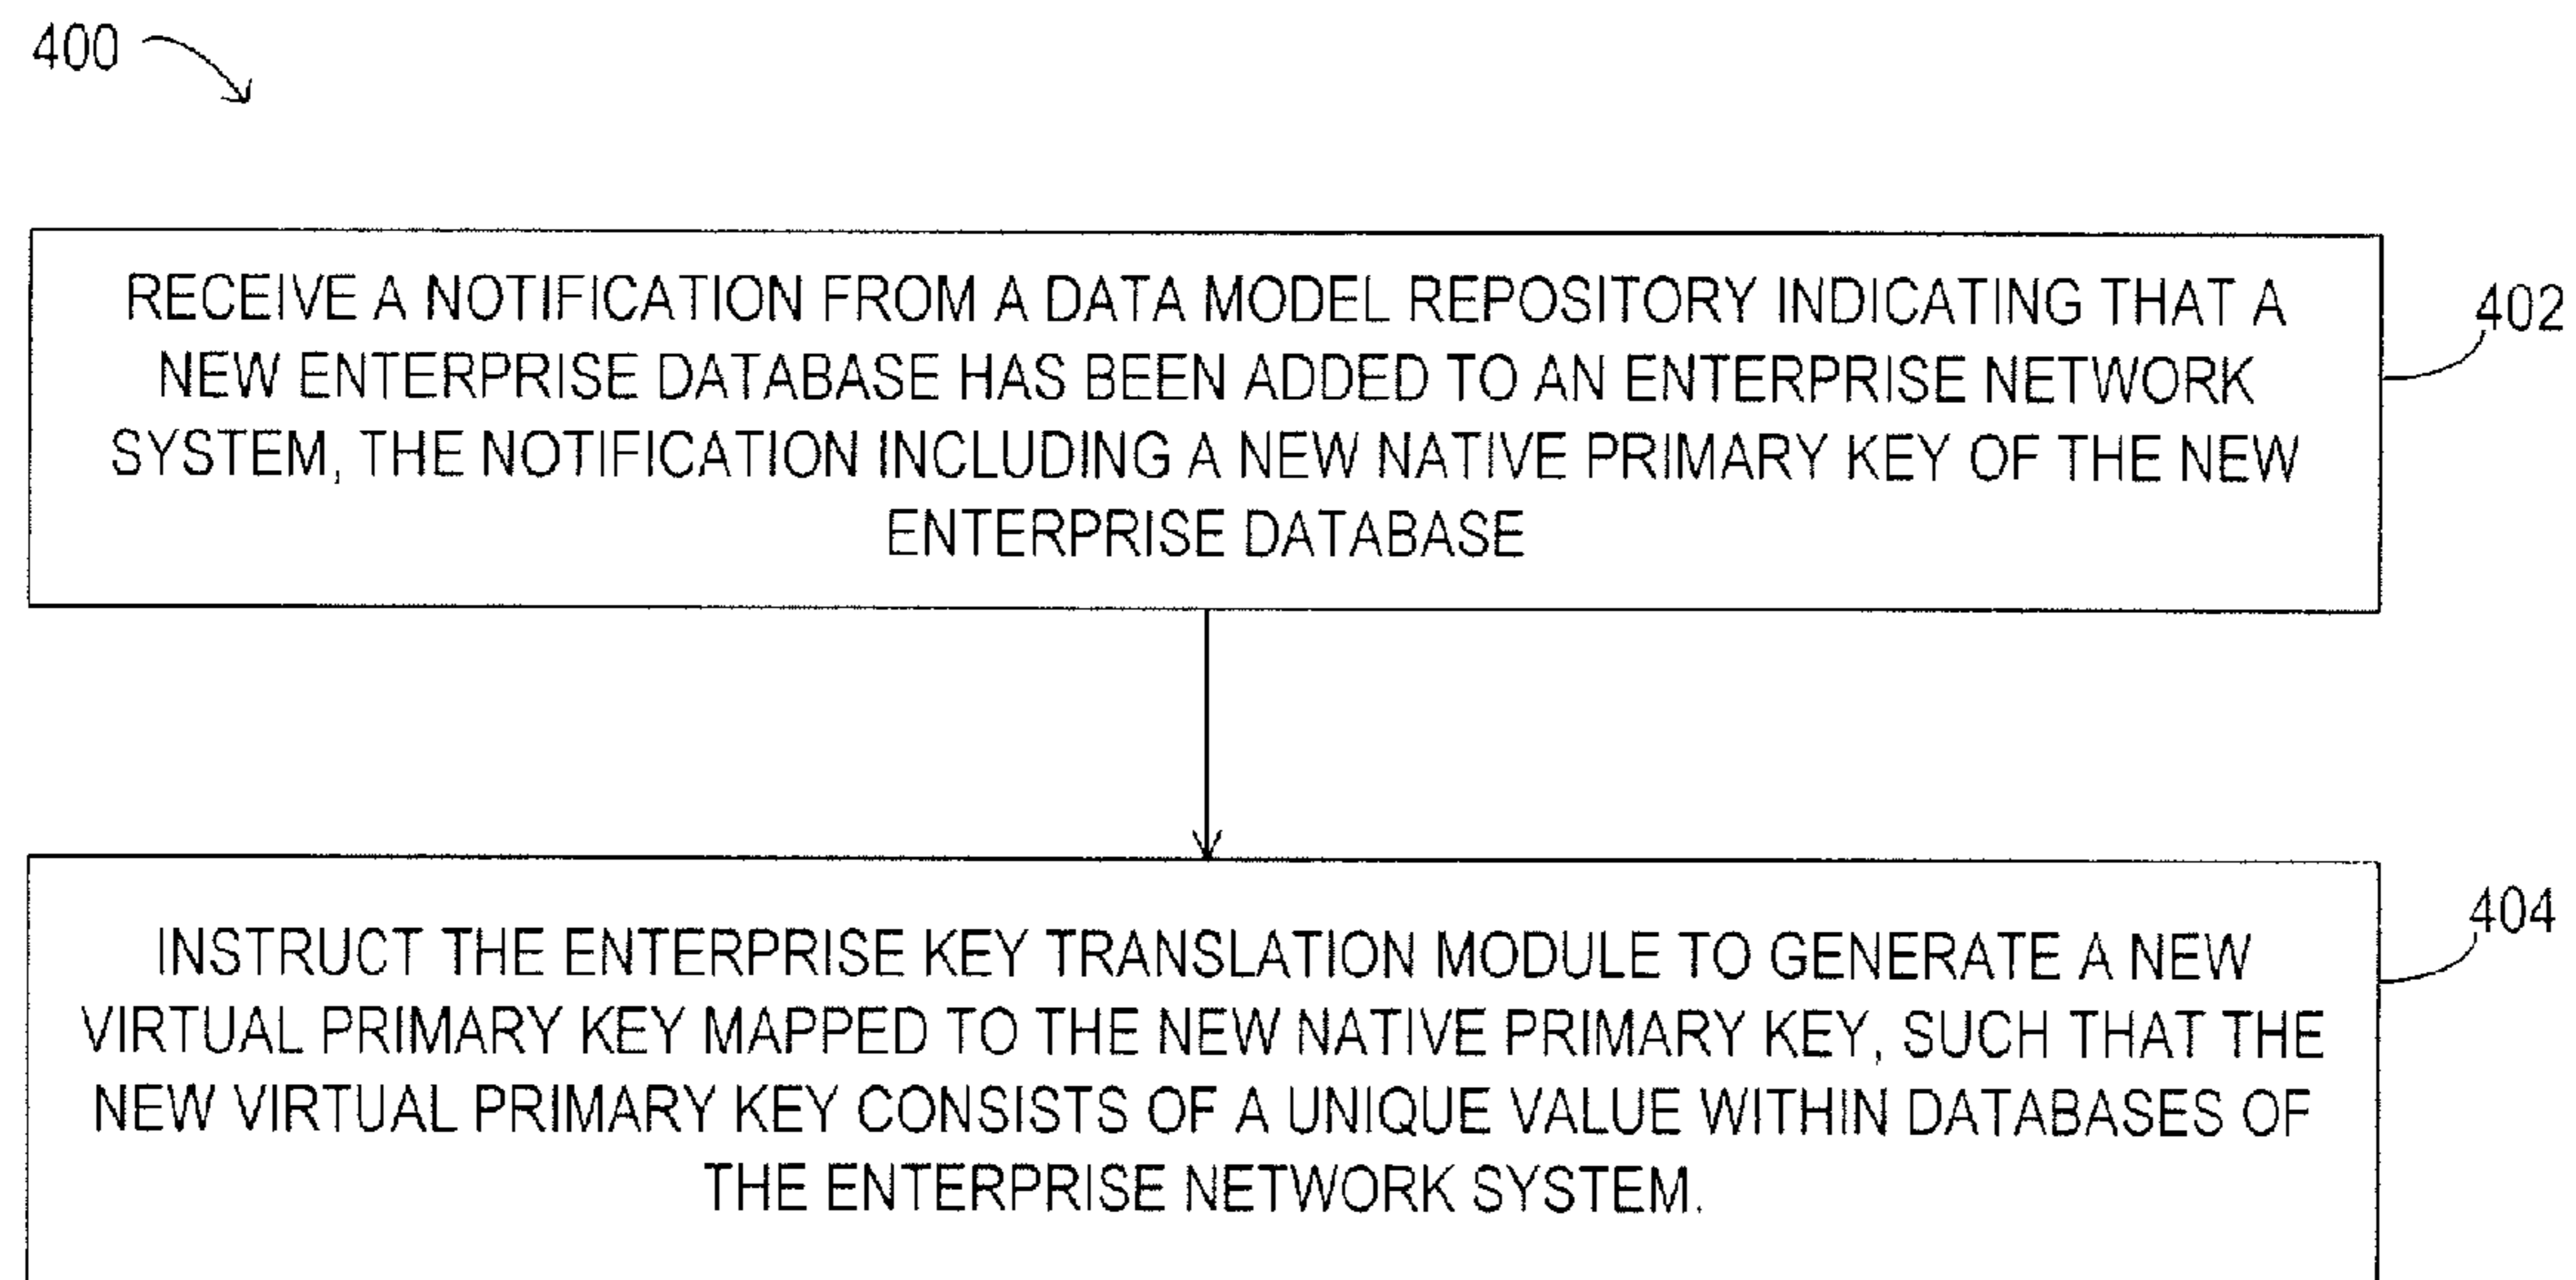 400
RECEIVE A NOTIFICATION FROM A DATA MODEL REPOSITORY INDICATING THAT A
NEW ENTERPRISE DATABASE HAS BEEN ADDED TO AN ENTERPRISE NETWORK
SYSTEM, THE NOTIFICATION INCLUDING A NEW NATIVE PRIMARY KEY OF THE NEW
ENTERPRISE DATABASE
402
INSTRUCT THE ENTERPRISE KEY TRANSLATION MODULE TO GENERATE A NEW
VIRTUAL PRIMARY KEY MAPPED TO THE NEW NATIVE PRIMARY KEY, SUCH THAT THE
NEW VIRTUAL PRIMARY KEY CONSISTS OF A UNIQUE VALUE WITHIN DATABASES OF
THE ENTERPRISE NETWORK SYSTEM.
404